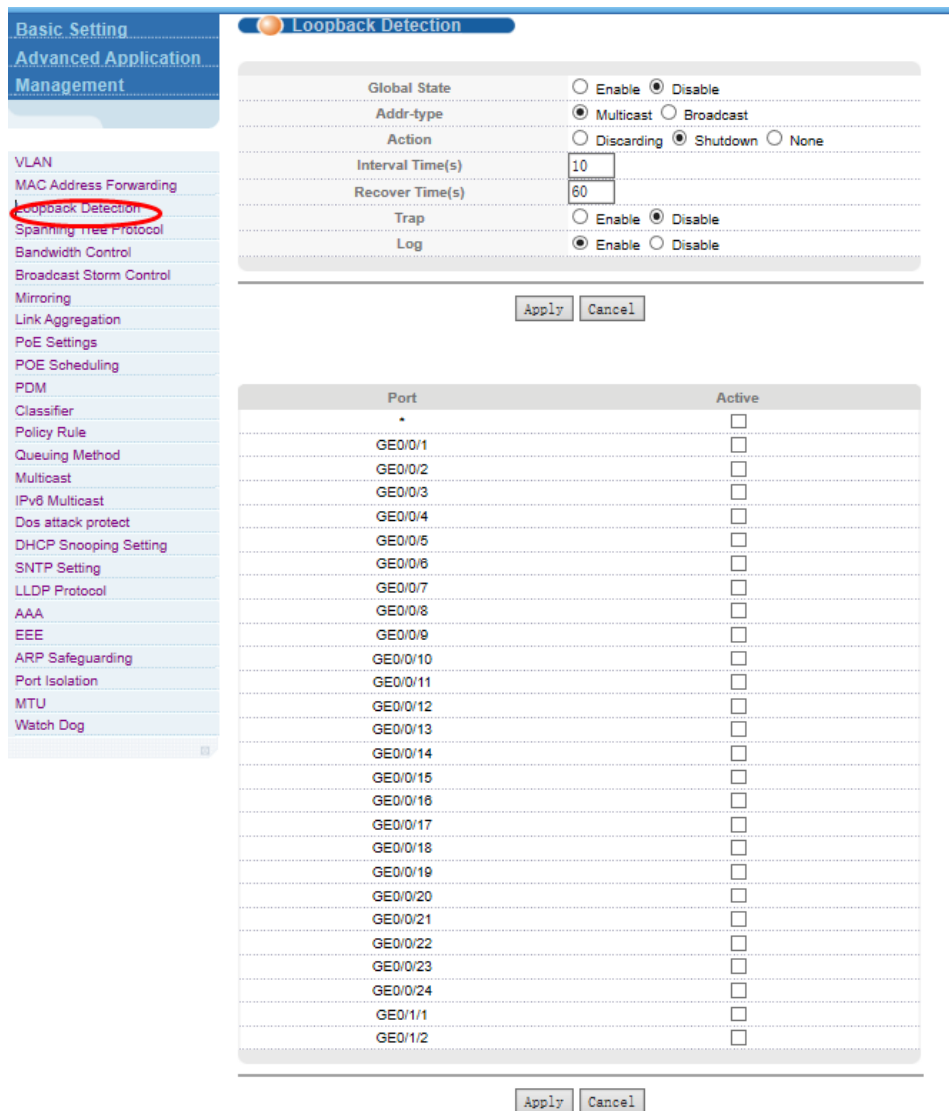 Basic Setting
Advanced Application
Management
VLAN
MAC Address Forwarding
Loopback Detection
Spanning Tree Protocol
Bandwidth Control
Broadcast Storm Control
Mirroring
Link Aggregation
PoE Settings
POE Scheduling
PDM
Classifier
Policy Rule
Queuing Method
Multicast
IPv6 Multicast
Dos attack protect
DHCP Snooping Setting
SNTP Setting
LLDP Protocol
AAA
EEE
ARP Safeguarding
Port Isolation
MTU
Watch Dog
Loopback Detection
Global State Enable Disable
Addr-type Multicast Broadcast
Action Discarding Shutdown None
Interval Time(s) 10
Recover Time(s) 60
Trap Enable Disable
Log Enable Disable
Apply Cancel
Port Active
*
GE0/0/1
GE0/0/2
GE0/0/3
GE0/0/4
GE0/0/5
GE0/0/6
GE0/0/7
GE0/0/8
GE0/0/9
GE0/0/10
GE0/0/11
GE0/0/12
GE0/0/13
GE0/0/14
GE0/0/15
GE0/0/16
GE0/0/17
GE0/0/18
GE0/0/19
GE0/0/20
GE0/0/21
GE0/0/22
GE0/0/23
GE0/0/24
GE0/1/1
GE0/1/2
Apply Cancel